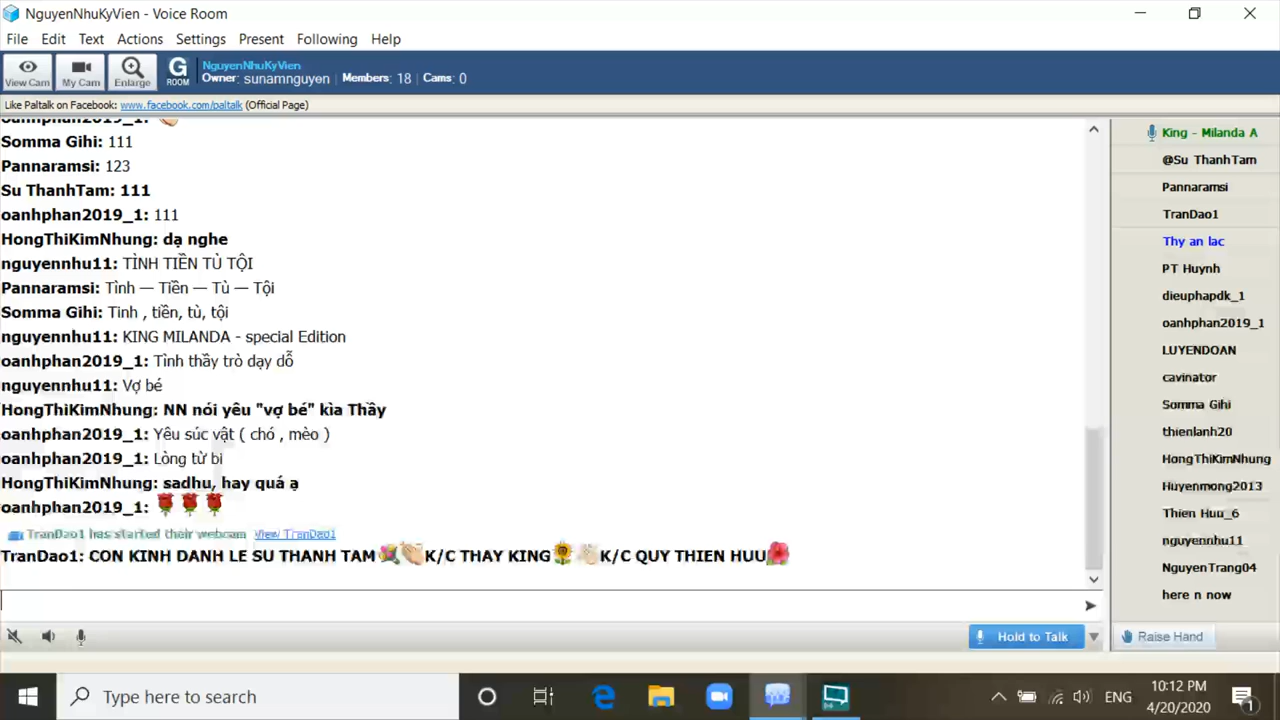 NguyenNhuKyVien - Voice Room
File Edit Text Actions Settings Present Following Help
View Cam My Cam Enlarge G ROOM
NguyenNhuKyVien
Owner: sunamnguyen Members: 18 Cams: 0
Like Paltalk on Facebook: www.facebook.com/paltalk (Official Page)
oanhphan2019_1:
Somma Gihi: 111
Pannaramsi: 123
Su ThanhTam: 111
oanhphan2019_1: 111
HongThiKimNhung: dạ nghe
nguyennhu11: TÌNH TIỀN TÙ TỘI
Pannaramsi: Tình — Tiền — Tù — Tội
Somma Gihi: Tinh , tiền, tù, tội
nguyennhu11: KING MILANDA - special Edition
oanhphan2019_1: Tình thầy trò dạy dỗ
nguyennhu11: Vợ bé
HongThiKimNhung: NN nói yêu "vợ bé" kìa Thầy
oanhphan2019_1: Yêu súc vật ( chó , mèo )
oanhphan2019_1: Lòng từ bi
HongThiKimNhung: sadhu, hay quá ạ
oanhphan2019_1:
TranDao1 has started their webcam View TranDao1
TranDao1: CON KINH DANH LE SU THANH TAM K/C THAY KING K/C QUY THIEN HUU
King - Milanda A
@Su ThanhTam
Pannaramsi
TranDao1
Thy an lac
PT Huynh
dieuphapdk_1
oanhphan2019_1
LUYENDOAN
cavinator
Somma Gihi
thienlanh20
HongThiKimNhung
Huyenmong2013
Thien Huu_6
nguyennhu11
NguyenTrang04
here n now
Hold to Talk
Raise Hand
Type here to search
ENG
10:12 PM
4/20/2020
1